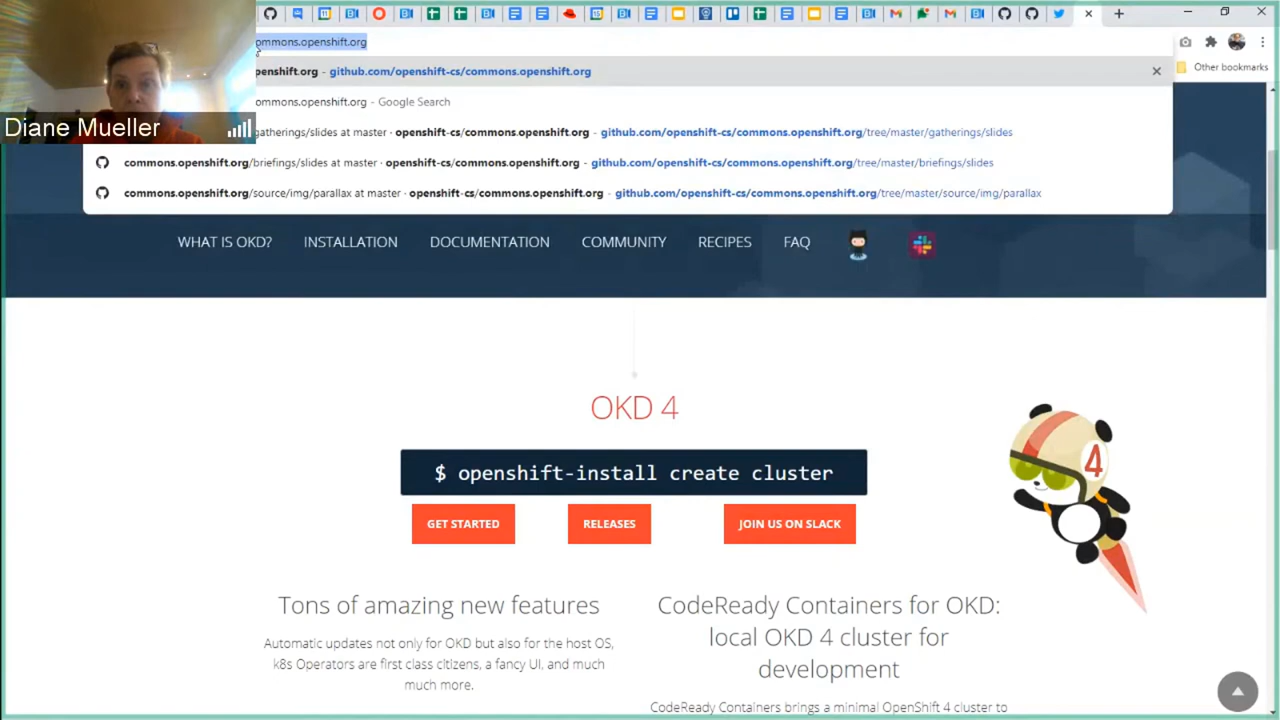 commons.openshift.org
Other bookmarks
penshift.org - github.com/openshift-cs/commons.openshift.org
commons.openshift.org - Google Search
gatherings/slides at master · openshift-cs/commons.openshift.org - github.com/openshift-cs/commons.openshift.org/tree/master/gatherings/slides
Diane Mueller
commons.openshift.org/briefings/slides at master · openshift-cs/commons.openshift.org - github.com/openshift-cs/commons.openshift.org/tree/master/briefings/slides
commons.openshift.org/source/img/parallax at master · openshift-cs/commons.openshift.org - github.com/openshift-cs/commons.openshift.org/tree/master/source/img/parallax
WHAT IS OKD? INSTALLATION DOCUMENTATION COMMUNITY RECIPES FAQ
OKD 4
$ openshift-install create cluster
GET STARTED RELEASES JOIN US ON SLACK
4
Tons of amazing new features
Automatic updates not only for OKD but also for the host OS,
k8s Operators are first class citizens, a fancy UI, and much
much more.
CodeReady Containers for OKD:
local OKD 4 cluster for
development
CodeReady Containers brings a minimal OpenShift 4 cluster to